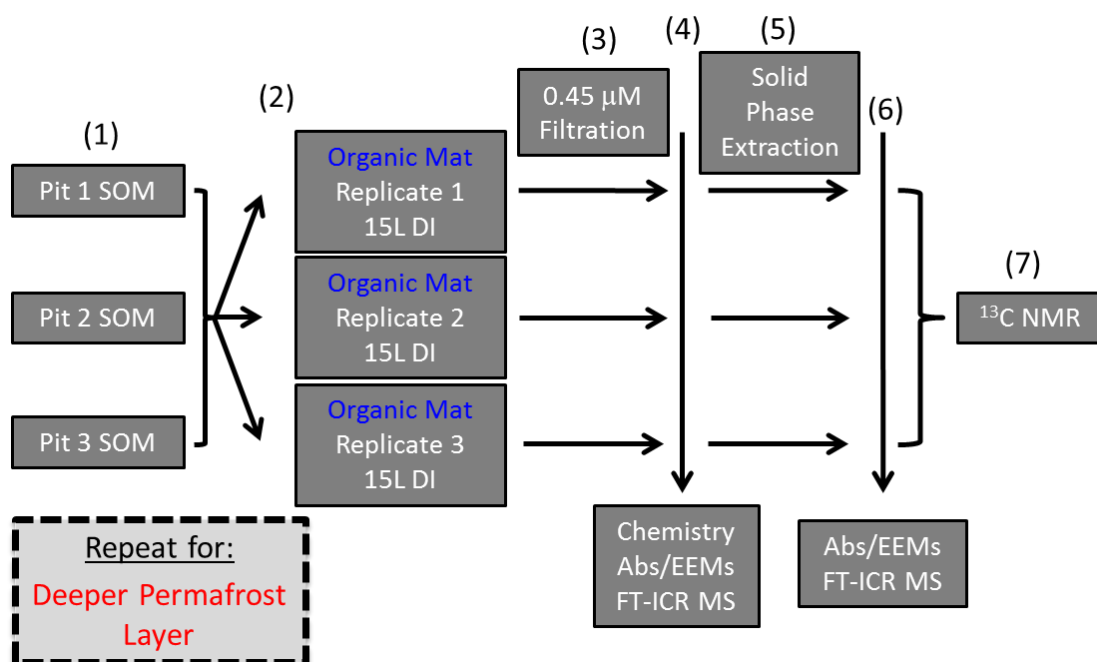 (1)
Pit 1 SOM
Pit 2 SOM
Pit 3 SOM
(2)
Organic Mat
Replicate 1
15L DI
Organic Mat
Replicate 2
15L DI
Organic Mat
Replicate 3
15L DI
(3)
0.45 μM
Filtration
(4)
Chemistry
Abs/EEMs
FT-ICR MS
(5)
Solid
Phase
Extraction
(6)
Abs/EEMs
FT-ICR MS
(7)
¹³C NMR
Repeat for:
Deeper Permafrost
Layer